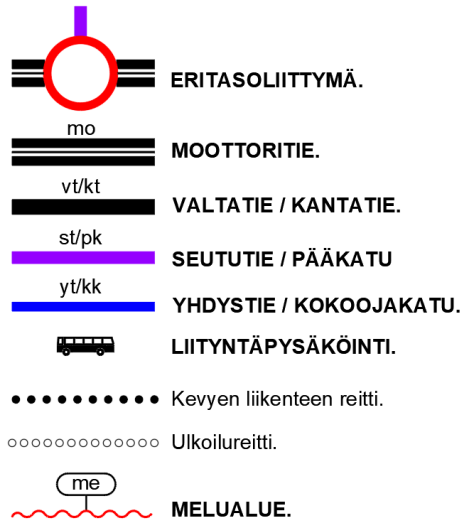 ERITASOLIITTYMÄ.
mo
MOOTTORITIE.
vt/kt
VALTATIE / KANTATIE.
st/pk
SEUTUTIE / PÄÄKATU
yt/kk
YHDYSTIE / KOKOOJAKATU.
LIITYNTÄPYSÄKÖINTI.
Kevyen liikenteen reitti.
Ulkoilureitti.
me
MELUALUE.